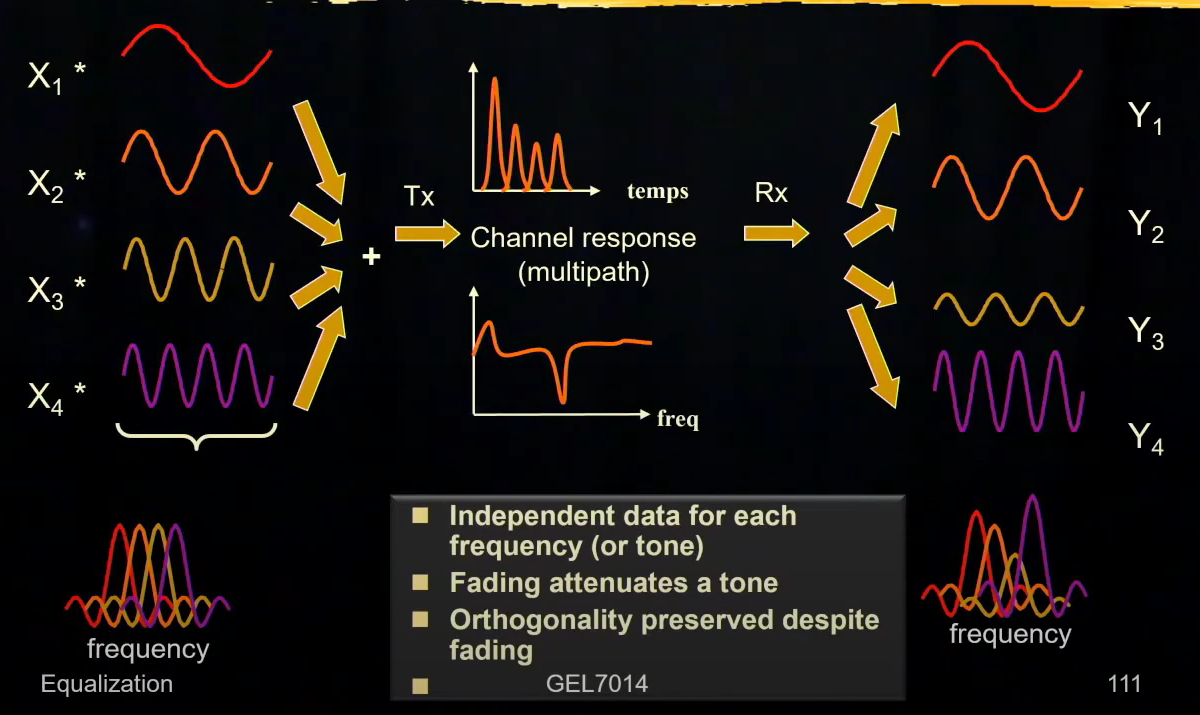 X1 *
X2 *
X3 *
X4 *
frequency
+
Tx
temps
Channel response
(multipath)
freq
Rx
Y1
Y2
Y3
Y4
frequency
Independent data for each
frequency (or tone)
Fading attenuates a tone
Orthogonality preserved despite
fading
Equalization
GEL7014
111